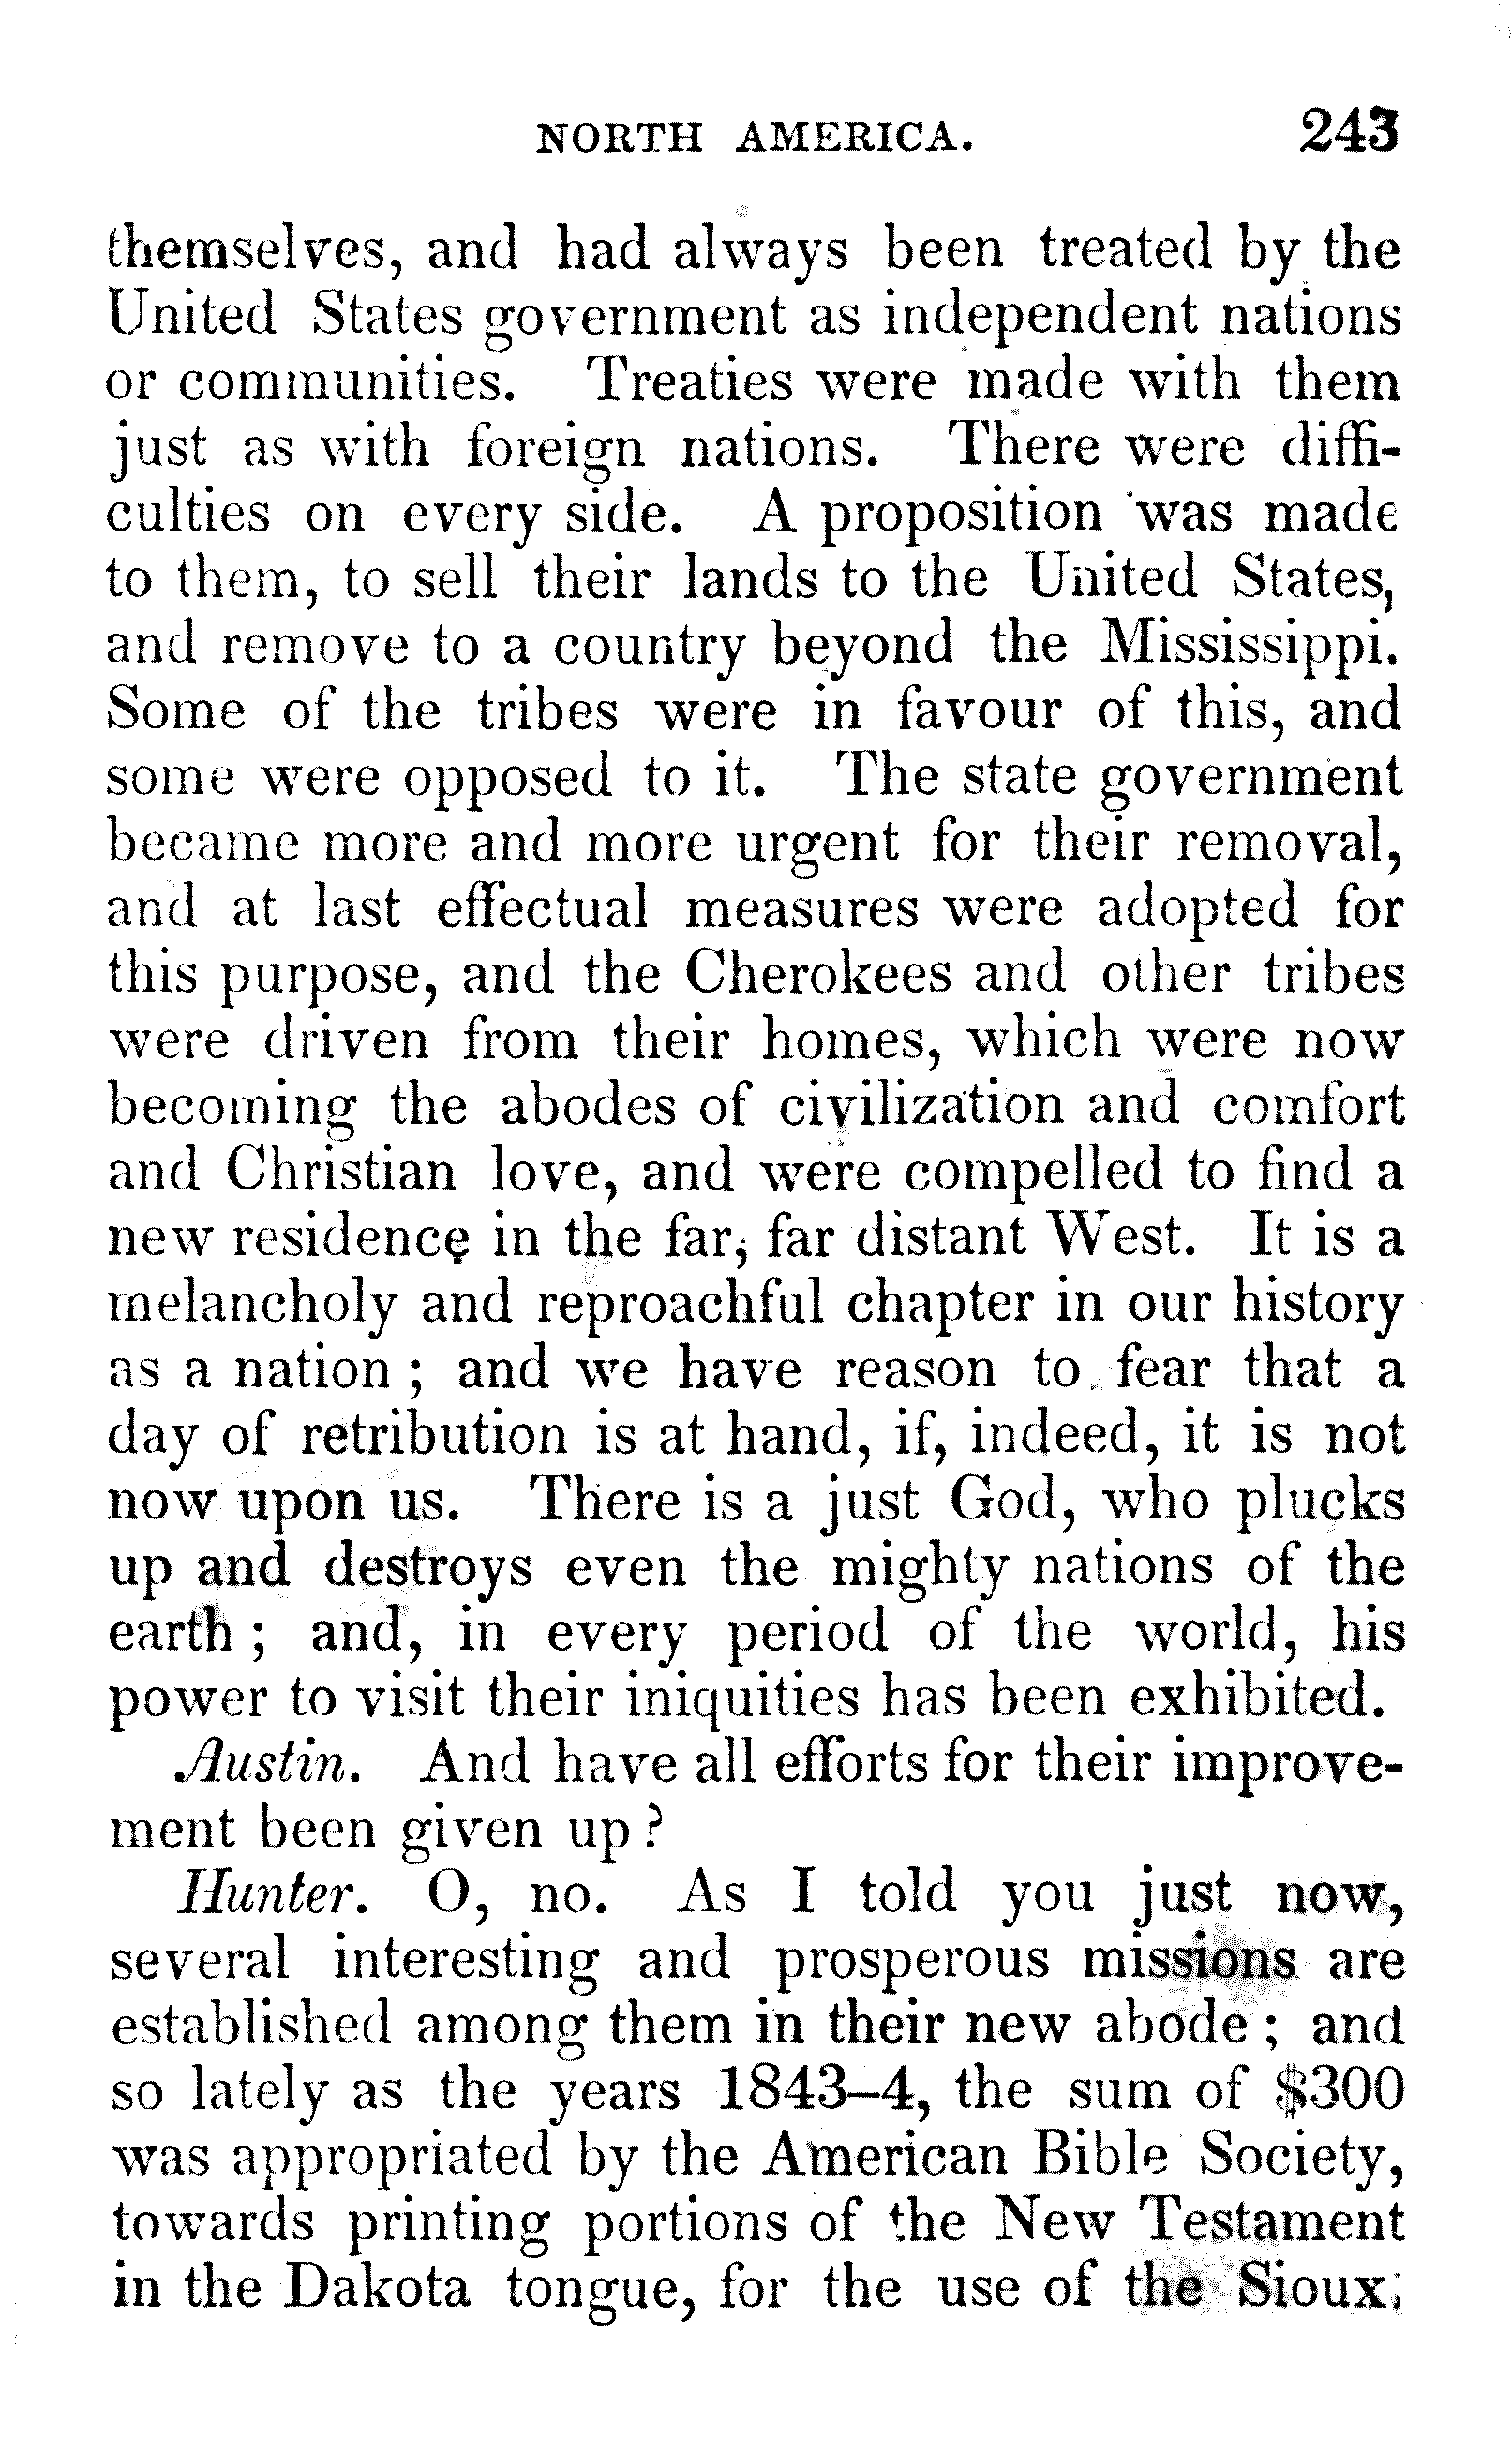 NORTH AMERICA. 243
themselves, and had always been treated by the
United States government as independent nations
or communities. Treaties were made with them
just as with foreign nations. There were diffi-
culties on every side. A proposition was made
to them, to sell their lands to the United States,
and remove to a country beyond the Mississippi.
Some of the tribes were in favour of this, and
some were opposed to it. The state government
became more and more urgent for their removal,
and at last effectual measures were adopted for
this purpose, and the Cherokees and other tribes
were driven from their homes, which were now
becoming the abodes of civilization and comfort
and Christian love, and were compelled to find a
new residence in the far, far distant West. It is a
melancholy and reproachful chapter in our history
as a nation ; and we have reason to fear that a
day of retribution is at hand, if, indeed, it is not
now upon us. There is a just God, who plucks
up and destroys even the mighty nations of the
earth ; and, in every period of the world, his
power to visit their iniquities has been exhibited.
Austin. And have all efforts for their improve-
ment been given up ?
Hunter. O, no. As I told you just now,
several interesting and prosperous missions are
established among them in their new abode ; and
so lately as the years 1843–4, the sum of $300
was appropriated by the American Bible Society,
towards printing portions of the New Testament
in the Dakota tongue, for the use of the Sioux;